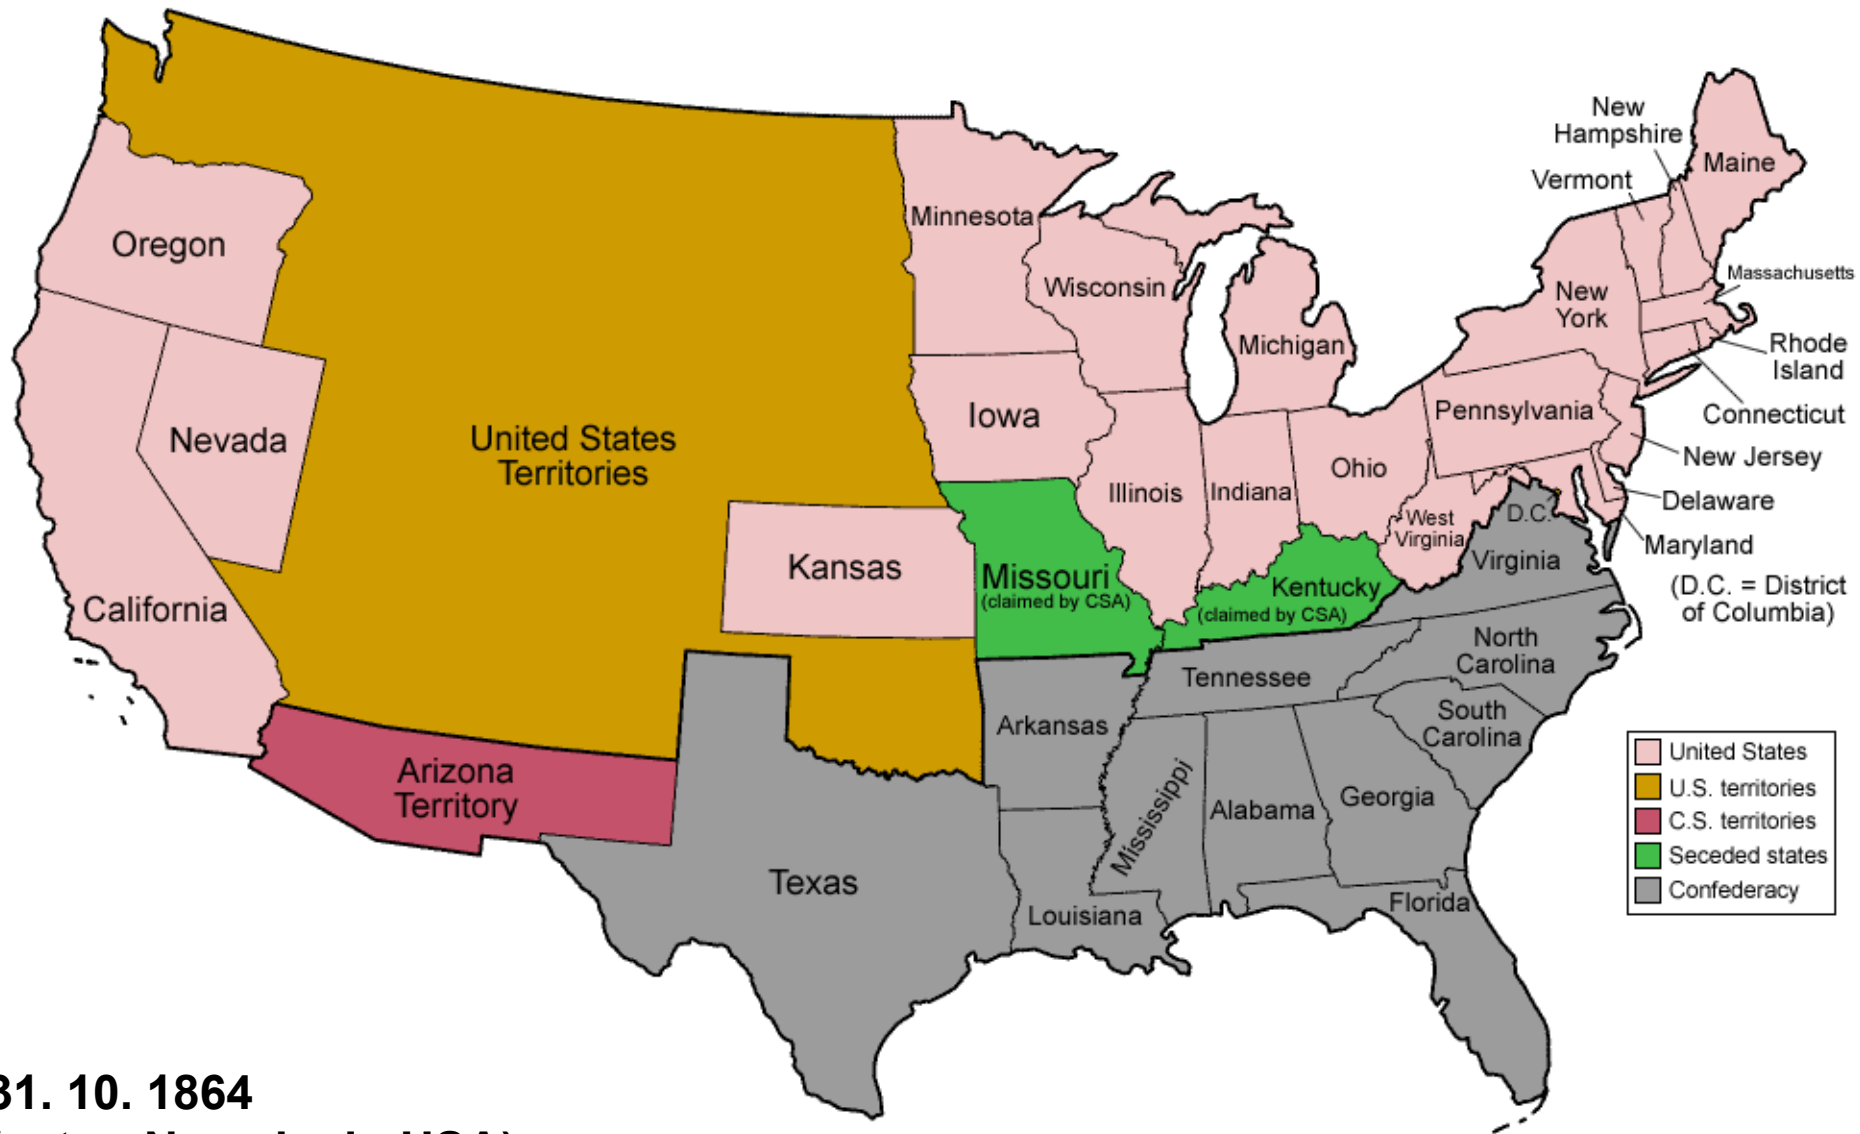 New
Hampshire
Maine
Vermont
Minnesota
Oregon
Massachusetts
Wisconsin
New
York
Michigan
Rhode
Island
Iowa
Pennsylvania
Connecticut
Nevada
United States
Territories
New Jersey
Ohio
Illinois
Indiana
Delaware
D.C.
West
Virginia
Maryland
Virginia
Kansas
Missouri
(claimed by CSA)
Kentucky
(claimed by CSA)
(D.C. = District
of Columbia)
California
North
Carolina
Tennessee
South
Carolina
Arkansas
Arizona
Territory
Mississippi
Alabama
Georgia
Texas
Louisiana
Florida
United States
U.S. territories
C.S. territories
Seceded states
Confederacy
31. 10. 1864